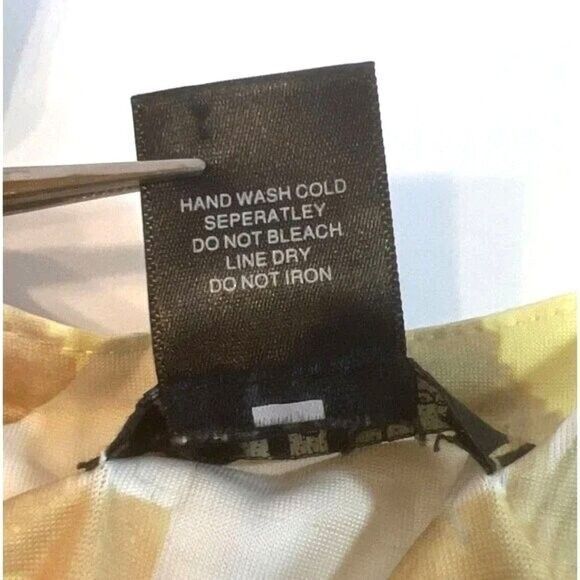 HAND WASH COLD
SEPERATLEY
DO NOT BLEACH
LINE DRY
DO NOT IRON